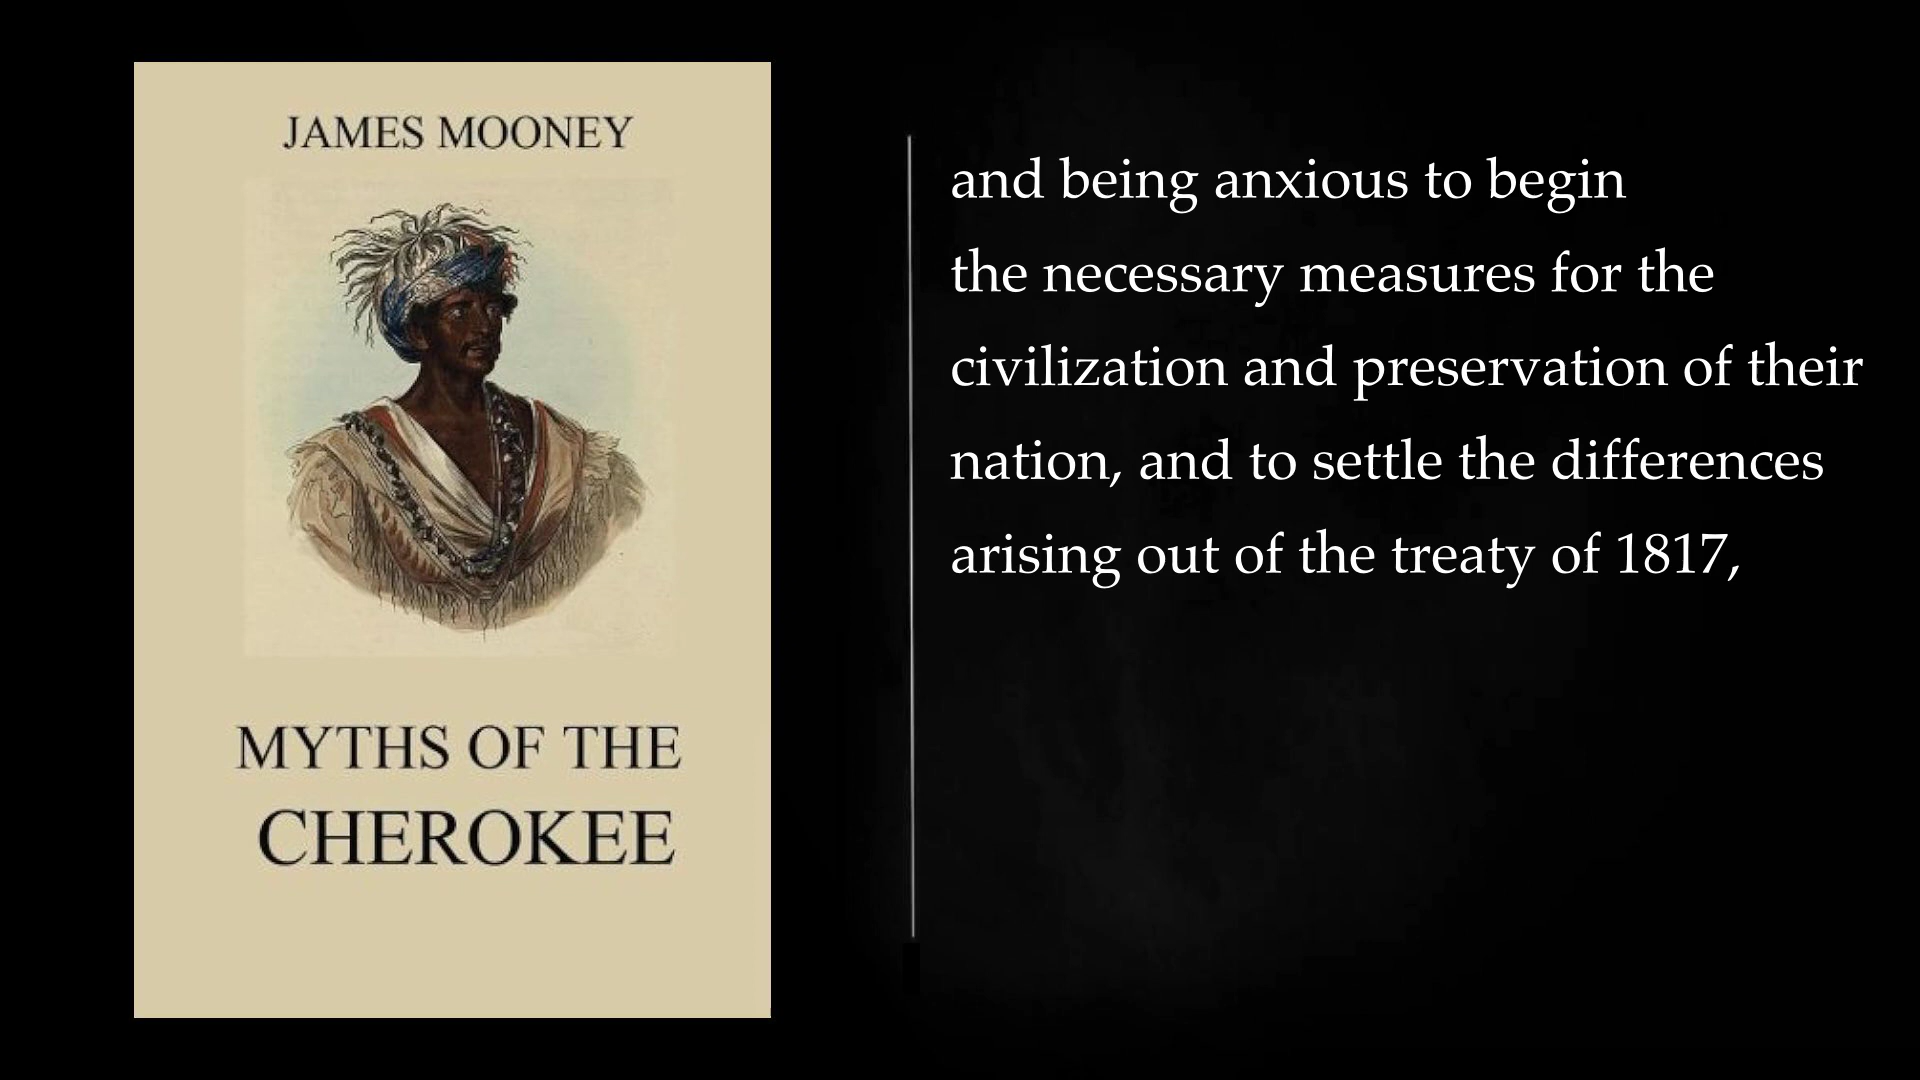 JAMES MOONEY
MYTHS OF THE
CHEROKEE
and being anxious to begin
the necessary measures for the
civilization and preservation of their
nation, and to settle the differences
arising out of the treaty of 1817,